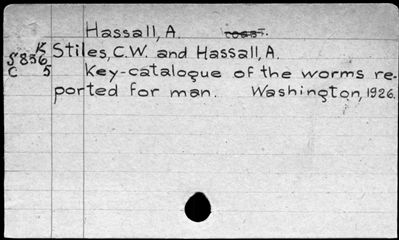 Hassall, A.
K Stiles, C.W. and Hassall, A.
5836
C 5 Key-catalogue of the worms re-
ported for man. Washington, 1926.